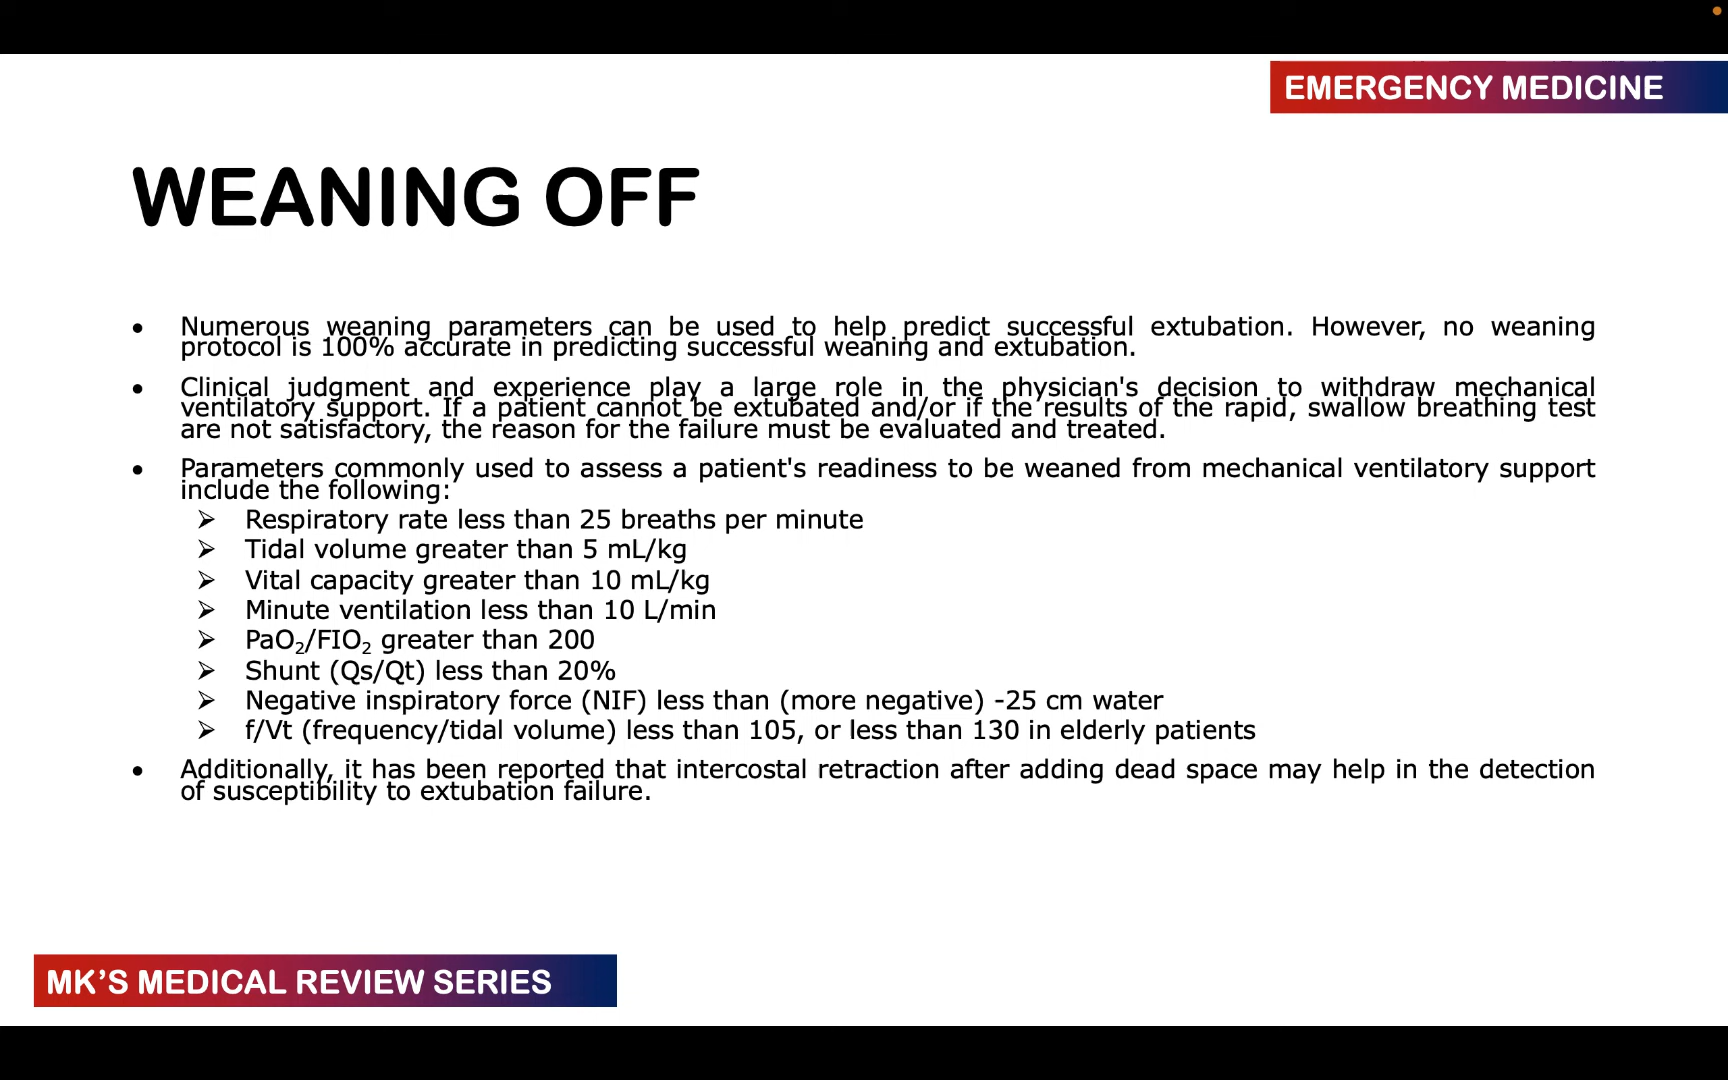 EMERGENCY MEDICINE
WEANING OFF
• Numerous weaning parameters can be used to help predict successful extubation. However, no weaning
protocol is 100% accurate in predicting successful weaning and extubation.
• Clinical judgment and experience play a large role in the physician's decision to withdraw mechanical
ventilatory support. If a patient cannot be extubated and/or if the results of the rapid, swallow breathing test
are not satisfactory, the reason for the failure must be evaluated and treated.
• Parameters commonly used to assess a patient's readiness to be weaned from mechanical ventilatory support
include the following:
➢ Respiratory rate less than 25 breaths per minute
➢ Tidal volume greater than 5 mL/kg
➢ Vital capacity greater than 10 mL/kg
➢ Minute ventilation less than 10 L/min
➢ PaO₂/FIO₂ greater than 200
➢ Shunt (Qs/Qt) less than 20%
➢ Negative inspiratory force (NIF) less than (more negative) -25 cm water
➢ f/Vt (frequency/tidal volume) less than 105, or less than 130 in elderly patients
• Additionally, it has been reported that intercostal retraction after adding dead space may help in the detection
of susceptibility to extubation failure.
MK'S MEDICAL REVIEW SERIES